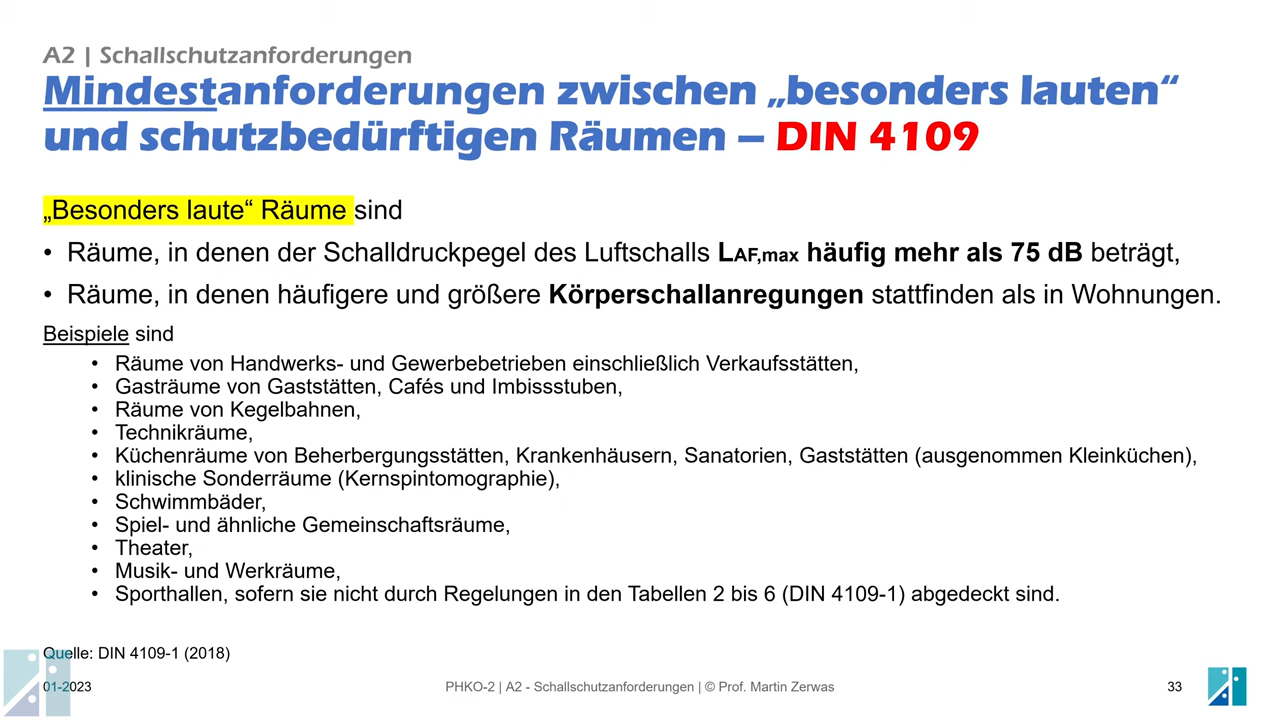 A2 | Schallschutzanforderungen
Mindestanforderungen zwischen „besonders lauten“
und schutzbedürftigen Räumen – DIN 4109
„Besonders laute“ Räume sind
• Räume, in denen der Schalldruckpegel des Luftschalls LAF,max häufig mehr als 75 dB beträgt,
• Räume, in denen häufigere und größere Körperschallanregungen stattfinden als in Wohnungen.
Beispiele sind
• Räume von Handwerks- und Gewerbebetrieben einschließlich Verkaufsstätten,
• Gasträume von Gaststätten, Cafés und Imbissstuben,
• Räume von Kegelbahnen,
• Technikräume,
• Küchenräume von Beherbergungsstätten, Krankenhäusern, Sanatorien, Gaststätten (ausgenommen Kleinküchen),
• klinische Sonderräume (Kernspintomographie),
• Schwimmbäder,
• Spiel- und ähnliche Gemeinschaftsräume,
• Theater,
• Musik- und Werkräume,
• Sporthallen, sofern sie nicht durch Regelungen in den Tabellen 2 bis 6 (DIN 4109-1) abgedeckt sind.
Quelle: DIN 4109-1 (2018)
01-2023
PHKO-2 | A2 - Schallschutzanforderungen | © Prof. Martin Zerwas
33